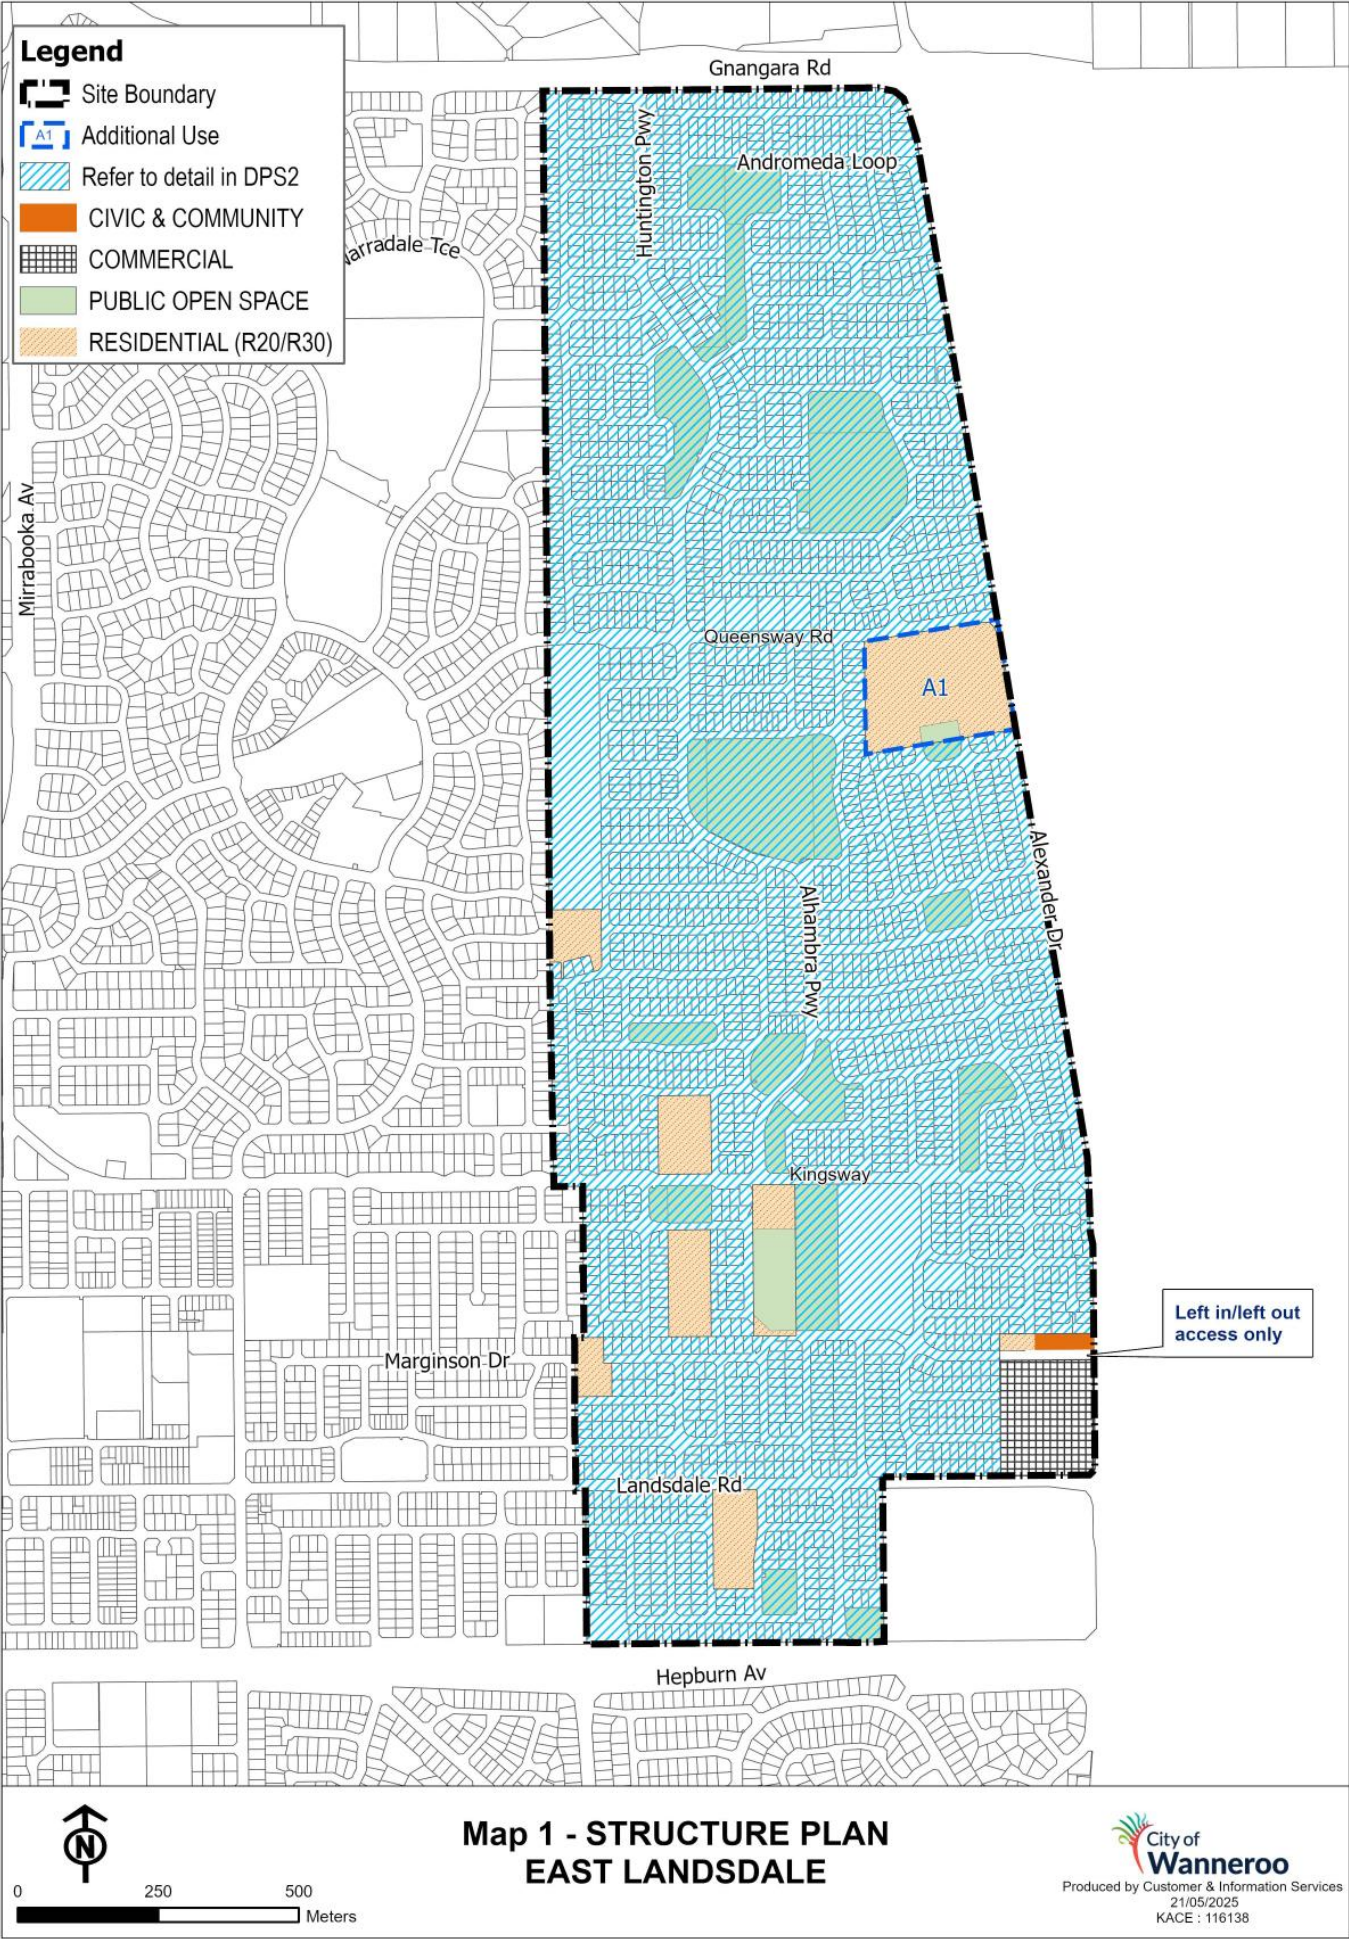 Legend
Site Boundary
A1 Additional Use
Refer to detail in DPS2
CIVIC & COMMUNITY
COMMERCIAL
PUBLIC OPEN SPACE
RESIDENTIAL (R20/R30)
Gnangara Rd
Huntington Pwy
Andromeda Loop
Tce
Mirrabooka Av
Queensway Rd
A1
Alexander Dr
Alhambra Pwy
Kingsway
Left in/left out
access only
Marginson Dr
Landsdale Rd
Hepburn Av
N
0 250 500
Meters
Map 1 - STRUCTURE PLAN
EAST LANDSDALE
City of
Wanneroo
Produced by Customer & Information Services
21/05/2025
KACE : 116138